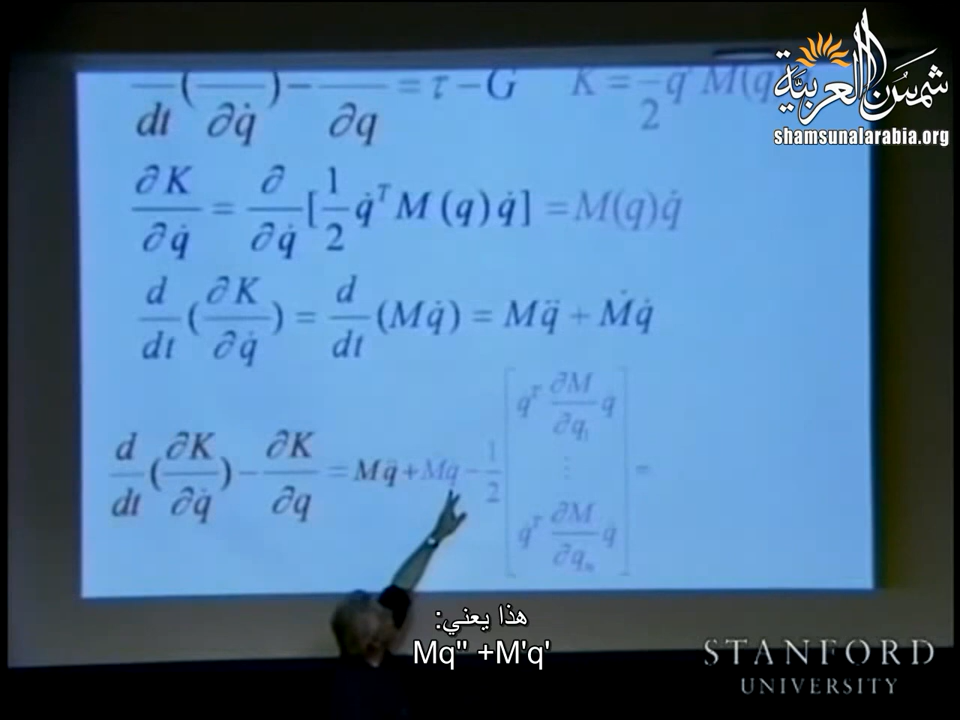 شمس العربية
shamsunalarabia.org
d/dt(∂/∂q̇) − /∂q = τ − G K = 1/2 q̇ M(q
∂K/∂q̇ = ∂/∂q̇[1/2 q̇ᵀ M (q) q̇] = M(q)q̇
d/dt(∂K/∂q̇) = d/dt(Mq̇) = Mq̈ + Ṁq̇
d/dt(∂K/∂q̇) − ∂K/∂q = Mq̈ + Ṁq̇ − 1/2 [q̇ᵀ ∂M/∂q₁ q̇ ⋮ q̇ᵀ ∂M/∂qₙ q̇] =
هذا يعني:
Mq'' +M'q'
STANFORD
UNIVERSITY